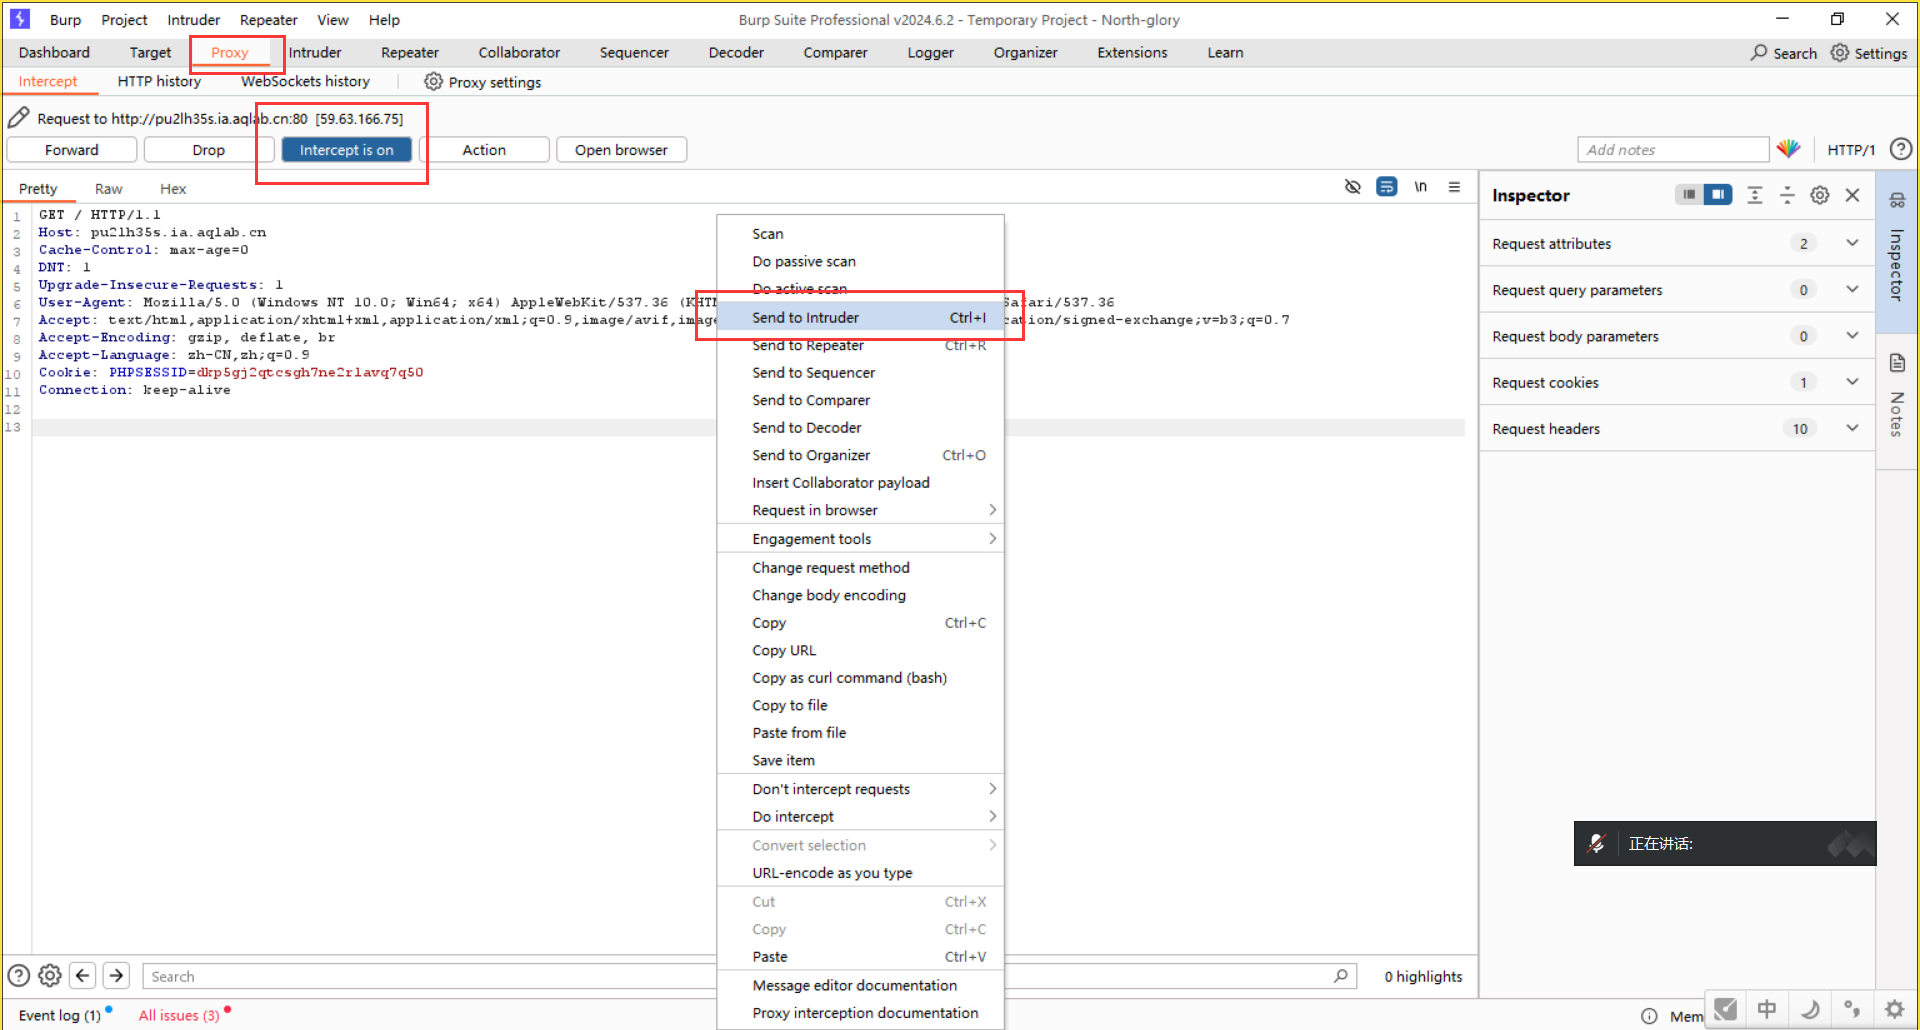 Burp Project Intruder Repeater View Help
Burp Suite Professional v2024.6.2 - Temporary Project - North-glory
Dashboard Target Proxy Intruder Repeater Collaborator Sequencer Decoder Comparer Logger Organizer Extensions Learn
Search Settings
Intercept HTTP history WebSockets history Proxy settings
Request to http://pu2lh35s.ia.aqlab.cn:80 [59.63.166.75]
Forward Drop Intercept is on Action Open browser
Add notes
HTTP/1
Pretty Raw Hex
\n
1 GET / HTTP/1.1
2 Host: pu2lh35s.ia.aqlab.cn
3 Cache-Control: max-age=0
4 DNT: 1
5 Upgrade-Insecure-Requests: 1
6 User-Agent: Mozilla/5.0 (Windows NT 10.0; Win64; x64) AppleWebKit/537.36 (KHTM Safari/537.36
7 Accept: text/html,application/xhtml+xml,application/xml;q=0.9,image/avif,image cation/signed-exchange;v=b3;q=0.7
8 Accept-Encoding: gzip, deflate, br
9 Accept-Language: zh-CN,zh;q=0.9
10 Cookie: PHPSESSID=dkp5gj2qtcsgh7ne2rlavq7q50
11 Connection: keep-alive
12
13
Scan
Do passive scan
Do active scan
Send to Intruder Ctrl+I
Send to Repeater Ctrl+R
Send to Sequencer
Send to Comparer
Send to Decoder
Send to Organizer Ctrl+O
Insert Collaborator payload
Request in browser
Engagement tools
Change request method
Change body encoding
Copy Ctrl+C
Copy URL
Copy as curl command (bash)
Copy to file
Paste from file
Save item
Don't intercept requests
Do intercept
Convert selection
URL-encode as you type
Cut Ctrl+X
Copy Ctrl+C
Paste Ctrl+V
Message editor documentation
Proxy interception documentation
Inspector
Request attributes 2
Request query parameters 0
Request body parameters 0
Request cookies 1
Request headers 10
Inspector
Notes
正在讲话:
Search
0 highlights
Event log (1) All issues (3)
Mem
中